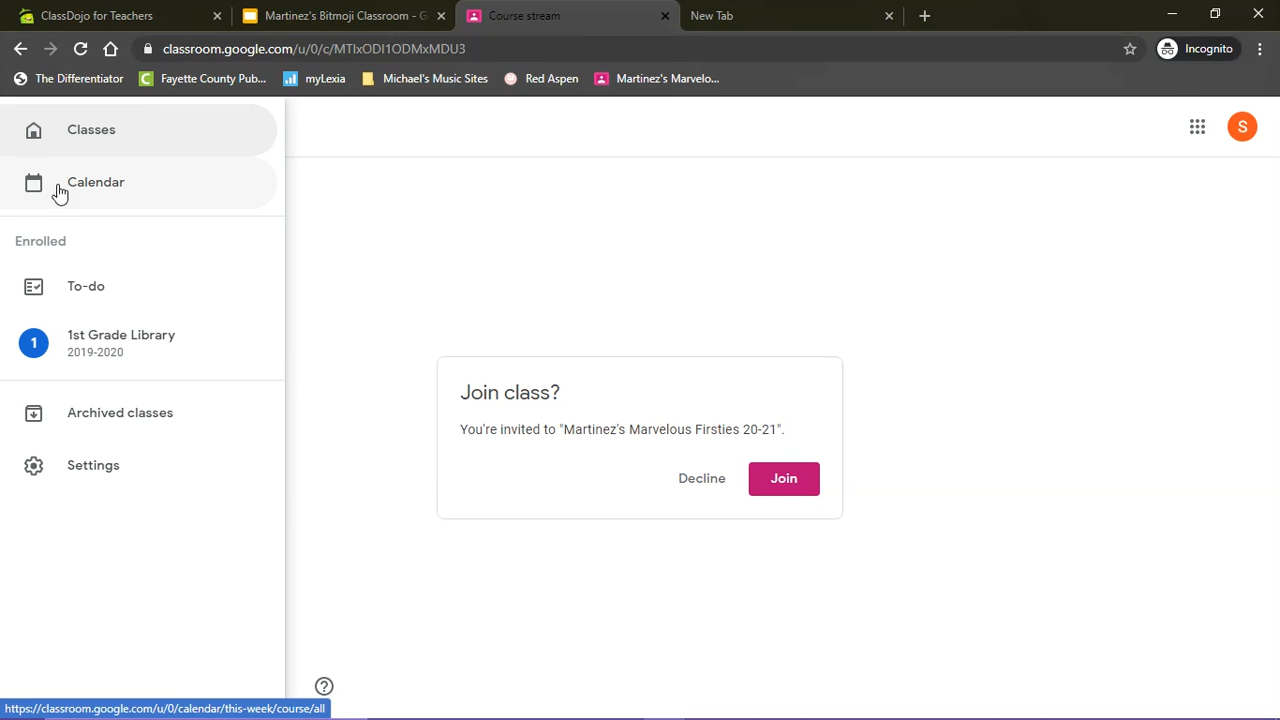 ClassDojo for Teachers
Martinez's Bitmoji Classroom - G
Course stream
New Tab
classroom.google.com/u/0/c/MTIxODI1ODMxMDU3
Incognito
The Differentiator
Fayette County Pub...
myLexia
Michael's Music Sites
Red Aspen
Martinez's Marvelo...
Classes
S
Calendar
Enrolled
To-do
1
1st Grade Library
2019-2020
Join class?
You're invited to "Martinez's Marvelous Firsties 20-21".
Decline
Join
Archived classes
Settings
https://classroom.google.com/u/0/calendar/this-week/course/all